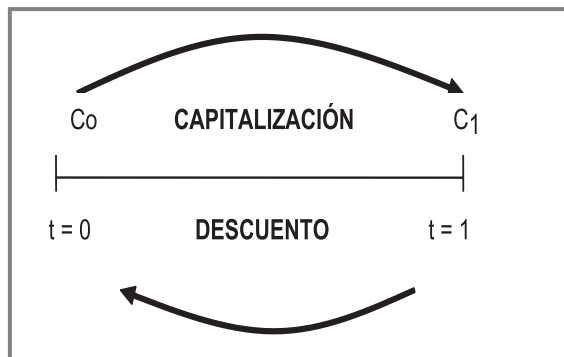 Co CAPITALIZACIÓN C1
t = 0 DESCUENTO t = 1